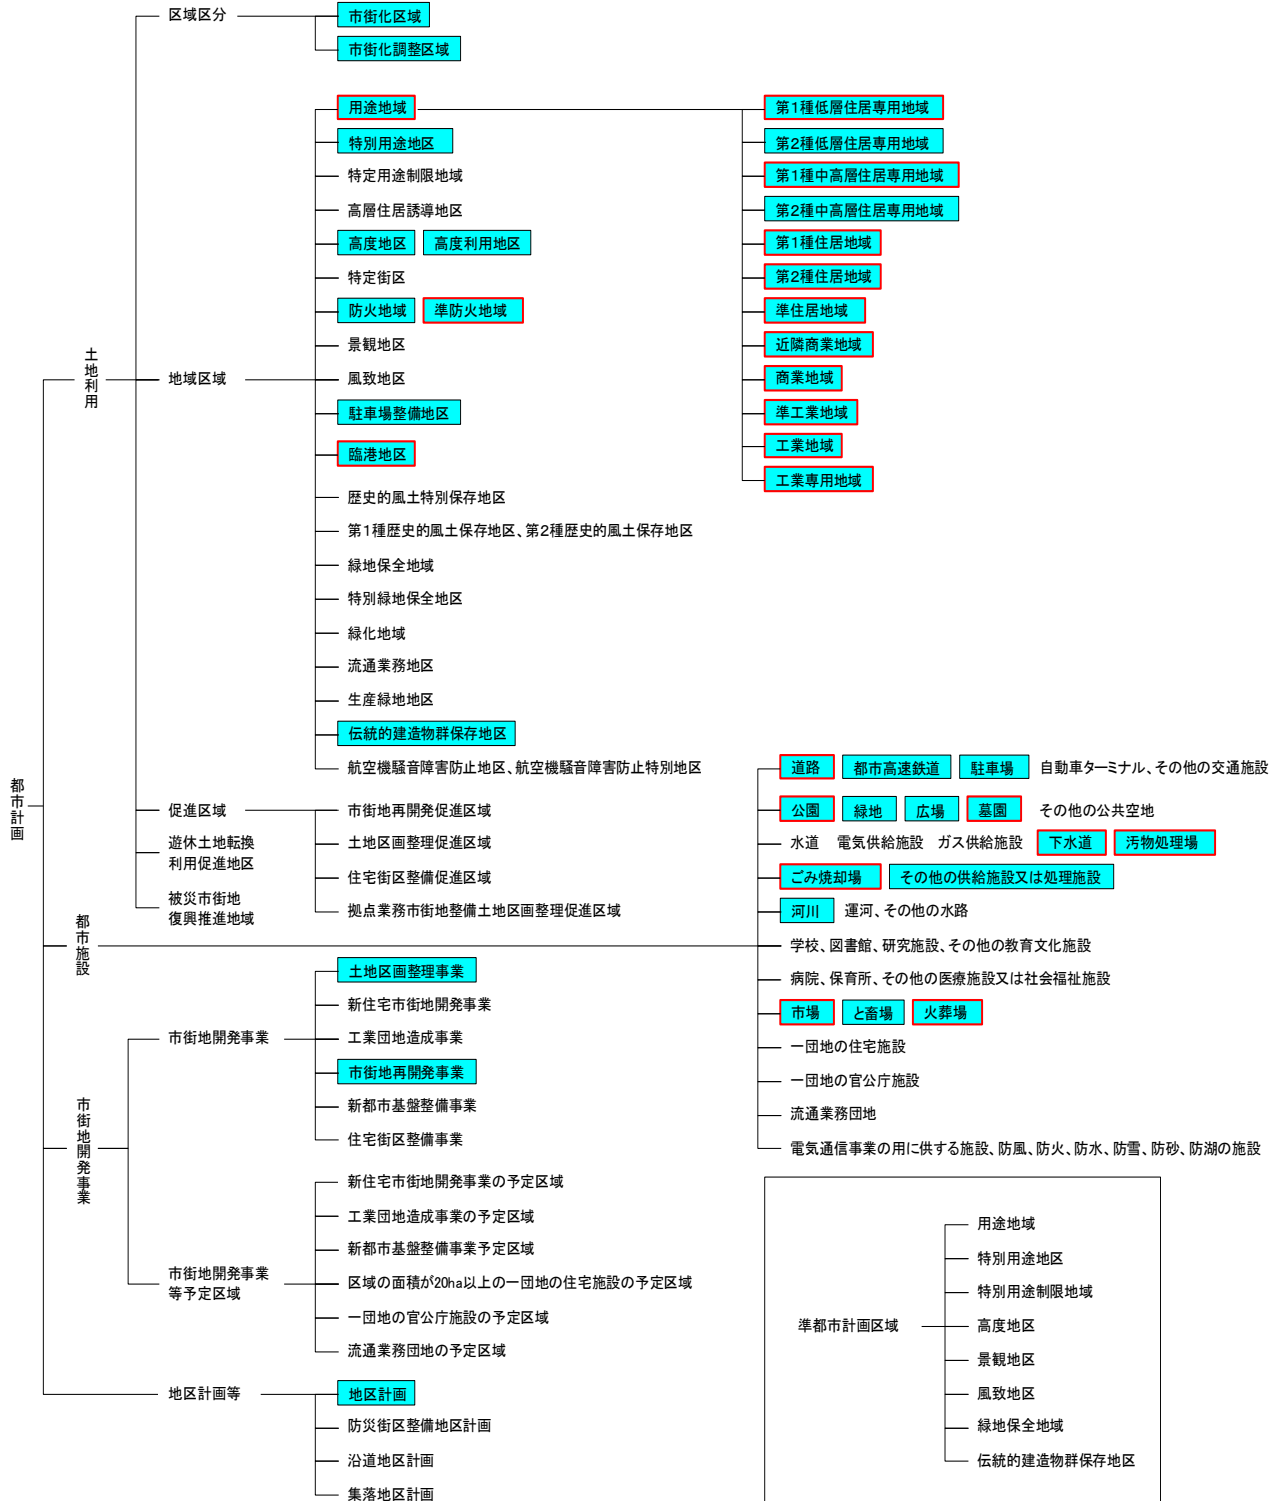 都市計画
土地利用
区域区分
市街化区域
市街化調整区域
地域区域
用途地域
第1種低層住居専用地域
第2種低層住居専用地域
第1種中高層住居専用地域
第2種中高層住居専用地域
第1種住居地域
第2種住居地域
準住居地域
近隣商業地域
商業地域
準工業地域
工業地域
工業専用地域
特別用途地区
特定用途制限地域
高層住居誘導地区
高度地区 高度利用地区
特定街区
防火地域 準防火地域
景観地区
風致地区
駐車場整備地区
臨港地区
歴史的風土特別保存地区
第1種歴史的風土保存地区、第2種歴史的風土保存地区
緑地保全地域
特別緑地保全地区
緑化地域
流通業務地区
生産緑地地区
伝統的建造物群保存地区
航空機騒音障害防止地区、航空機騒音障害防止特別地区
促進区域
市街地再開発促進区域
土地区画整理促進区域
住宅街区整備促進区域
拠点業務市街地整備土地区画整理促進区域
遊休土地転換
利用促進地区
被災市街地
復興推進地域
都市施設
道路 都市高速鉄道 駐車場 自動車ターミナル、その他の交通施設
公園 緑地 広場 墓園 その他の公共空地
水道 電気供給施設 ガス供給施設 下水道 汚物処理場
ごみ焼却場 その他の供給施設又は処理施設
河川 運河、その他の水路
学校、図書館、研究施設、その他の教育文化施設
病院、保育所、その他の医療施設又は社会福祉施設
市場 と畜場 火葬場
一団地の住宅施設
一団地の官公庁施設
流通業務団地
電気通信事業の用に供する施設、防風、防火、防水、防雪、防砂、防湖の施設
市街地開発事業
市街地開発事業
土地区画整理事業
新住宅市街地開発事業
工業団地造成事業
市街地再開発事業
新都市基盤整備事業
住宅街区整備事業
市街地開発事業
等予定区域
新住宅市街地開発事業の予定区域
工業団地造成事業の予定区域
新都市基盤整備事業予定区域
区域の面積が20ha以上の一団地の住宅施設の予定区域
一団地の官公庁施設の予定区域
流通業務団地の予定区域
地区計画等
地区計画
防災街区整備地区計画
沿道地区計画
集落地区計画
準都市計画区域
用途地域
特別用途地区
特別用途制限地域
高度地区
景観地区
風致地区
緑地保全地域
伝統的建造物群保存地区